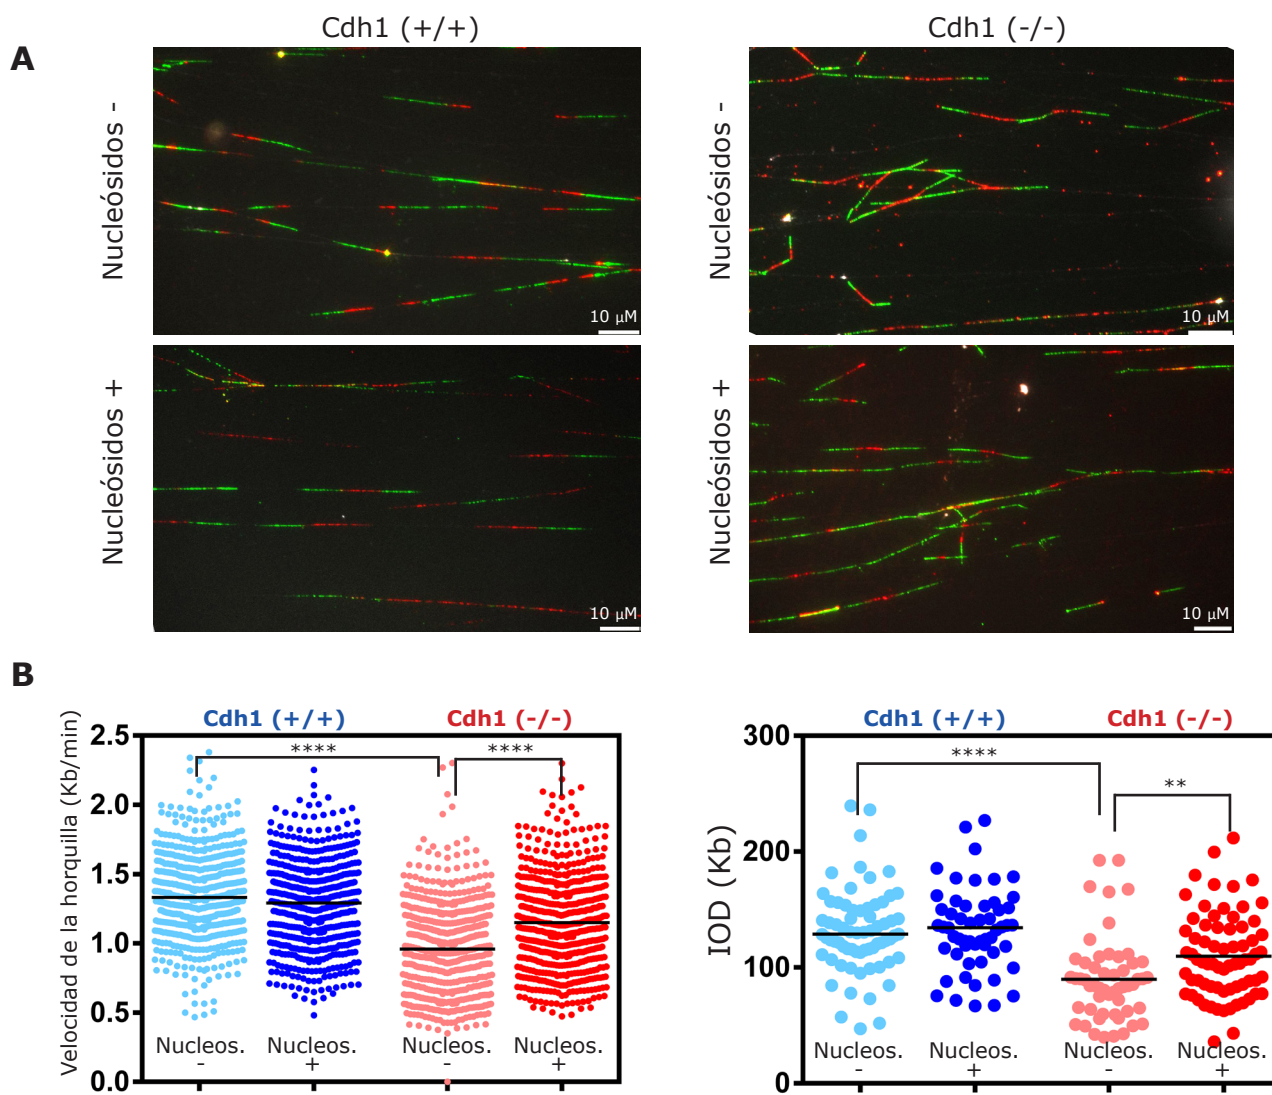 A
Cdh1 (+/+)
Cdh1 (-/-)
Nucleósidos -
10 µM
Nucleósidos -
10 µM
Nucleósidos +
10 µM
Nucleósidos +
10 µM
B
Velocidad de la horquilla (Kb/min)
Cdh1 (+/+)
Cdh1 (-/-)
2.5
2.0
1.5
1.0
0.5
0.0
****
****
Nucleos.
-
Nucleos.
+
Nucleos.
-
Nucleos.
+
IOD (Kb)
Cdh1 (+/+)
Cdh1 (-/-)
300
200
100
0
****
**
Nucleos.
-
Nucleos.
+
Nucleos.
-
Nucleos.
+